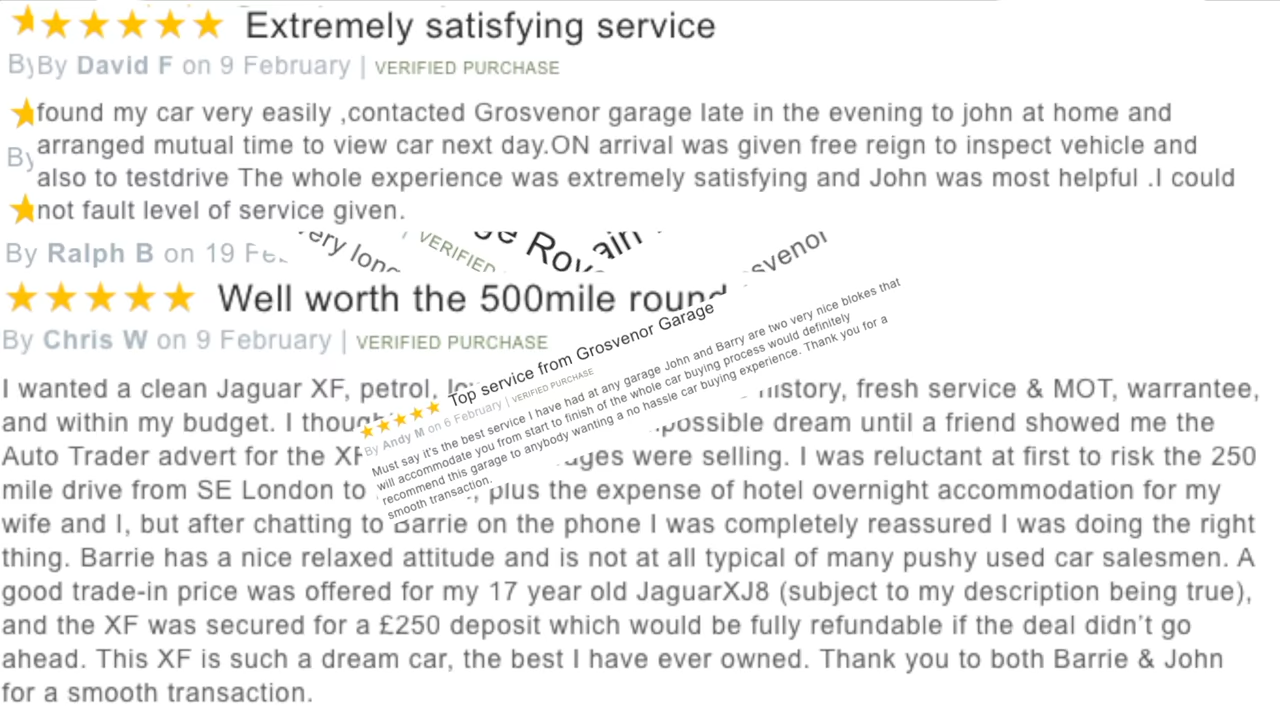 Extremely satisfying service
By By David F on 9 February | VERIFIED PURCHASE
found my car very easily ,contacted Grosvenor garage late in the evening to john at home and
arranged mutual time to view car next day.ON arrival was given free reign to inspect vehicle and
By
also to testdrive The whole experience was extremely satisfying and John was most helpful .I could
not fault level of service given.
By Ralph B on 19
VERIFIED
Well worth the 500mile round
By Chris W on 9 February | VERIFIED PURCHASE
I wanted a clean Jaguar XF, petrol, history, fresh service & MOT, warrantee,
and within my budget. I dream until a friend showed me the
Auto Trader advert for the XF were selling. I was reluctant at first to risk the 250
mile drive from SE London to plus the expense of hotel overnight accommodation for my
wife and I, but after chatting to Barrie on the phone I was completely reassured I was doing the right
thing. Barrie has a nice relaxed attitude and is not at all typical of many pushy used car salesmen. A
good trade-in price was offered for my 17 year old JaguarXJ8 (subject to my description being true),
and the XF was secured for a £250 deposit which would be fully refundable if the deal didn't go
ahead. This XF is such a dream car, the best I have ever owned. Thank you to both Barrie & John
for a smooth transaction.
Top service from Grosvenor Garage
By Andy M on 6 February | VERIFIED PURCHASE
Must say it's the best service I have had at any garage John and Barry are two very nice blokes that
will accommodate you from start to finish of the whole car buying process would definitely
recommend this garage to anybody wanting a no hassle car buying experience. Thank you for a
smooth transaction.